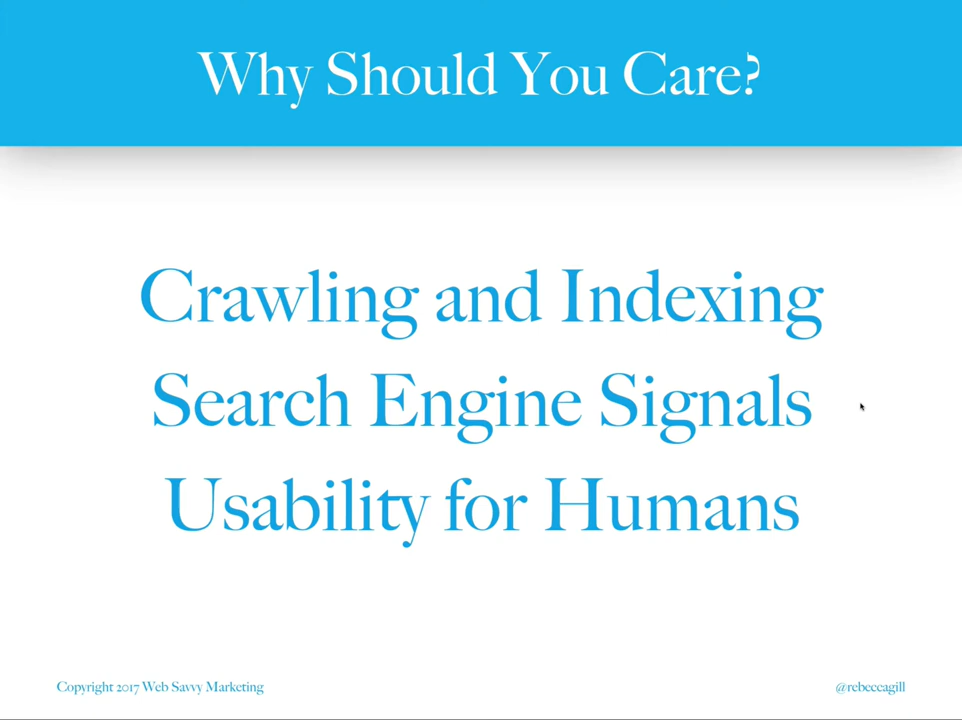 Why Should You Care?
Crawling and Indexing
Search Engine Signals
Usability for Humans
Copyright 2017 Web Savvy Marketing
@rebeccagill